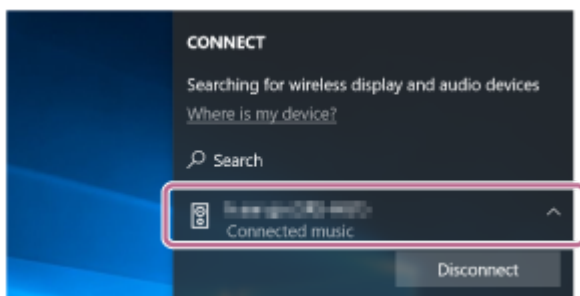 CONNECT
Searching for wireless display and audio devices
Where is my device?
Search
Connected music
Disconnect